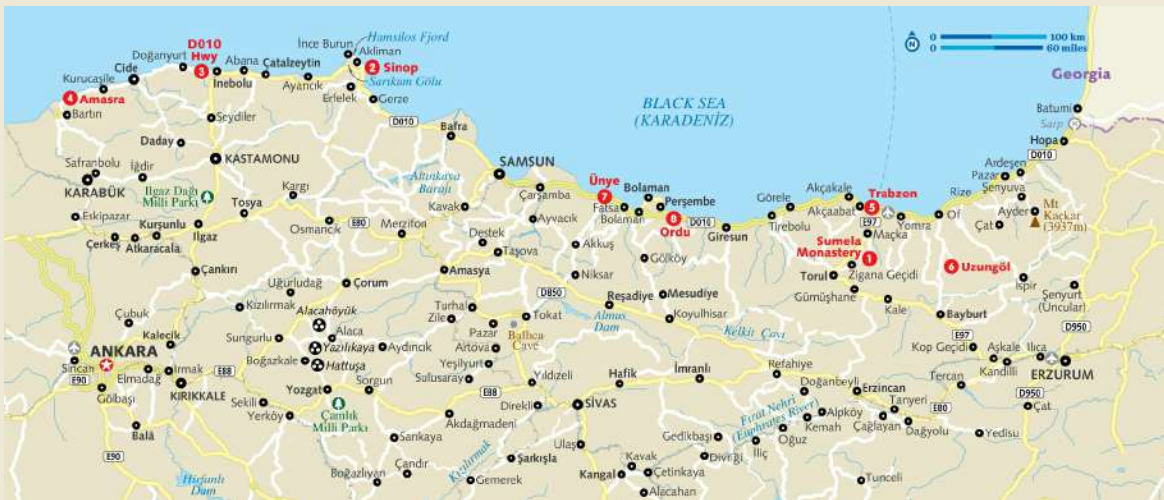 D010
Hwy
3
Doğanyurt
Cide
Kurucaşile
4 Amasra
Bartın
Abana
İnebolu
Çatalzeytin
Ayancık
İnce Burun
Hamsilos Fjord
Akliman
2 Sinop
Sarıkum Gölu
Erfelek
Gerze
D010
Bafra
BLACK SEA
(KARADENİZ)
N
0 100 km
0 60 miles
Georgia
Batumi
Sarp
Hopa
D010
Seydiler
Daday
Safranbolu
İğdir
KASTAMONU
KARABÜK
Ilgaz Dağı
Milli Parkı
Eskipazar
Kurşunlu
Çerkeş
Atkaracala
Ilgaz
Tosya
Kargı
Osmancık
E80
Merzifon
Altınkaya
Barajı
SAMSUN
Kavak
Çarşamba
Ayvacık
Destek
Taşova
Ünye
7
Fatsa
Bolaman
Bolaman
Perşembe
8
Ordu
D010
Giresun
Akkuş
Gölköy
Niksar
Görele
Tirebolu
Akçakale
Akçaabat
5 Trabzon
E97
Maçka
Yomra
Of
Rize
Ardeşen
Pazar
Şenyuva
Ayder
Çat
Mt
Kaçkar
(3937m)
Sumela
Monastery 1
Torul
Zigana Geçdi
Gümüşhane
Kale
6 Uzungöl
İspir
Şenyurt
(Uncular)
Bayburt
D950
E97
Kop Geçidi
Aşkale
Ilıca
Kandilli
ERZURUM
Tercan
D950
Çat
Çankırı
Uğurludağ
Çorum
Amasya
D850
Kızılırmak
Alacahöyük
Alaca
Sungurlu
Yazılıkaya
Boğazkale
Hattuşa
Aydıncık
Turhal
Zile
Tokat
Pazar
Artova
Ballıca
Cave
Reşadiye
Mesudiye
Almus
Dam
Koyulhisar
Kelkit Çayı
Çubuk
Kalecik
ANKARA
Sincan
E90
Elmadağ
Irmak
Gölbaşı
KIRIKKALE
E88
Balâ
E90
Yozgat
Sorgun
Sekili
Yerköy
Çamlık
Milli Parkı
Yeşilyurt
Sulusaray
E88
Yıldızeli
Akdağmadeni
Direkli
SİVAS
Hafik
İmranlı
Refahiye
Doğanbeyli
Erzincan
Tanyeri
E80
Fırat Nehri
(Euphrates River)
Alpköy
Kemah
Çağlayan
Dağyolu
Yedisu
Oğuz
İliç
Gedikbaşı
Divriği
Tunceli
Sarıkaya
Boğazlıyan
Çandır
Kızılırmak
Şarkışla
Gemerek
Ulaş
Kangal
Kavak
Çetinkaya
Alacahan
Hirfanlı
Dam